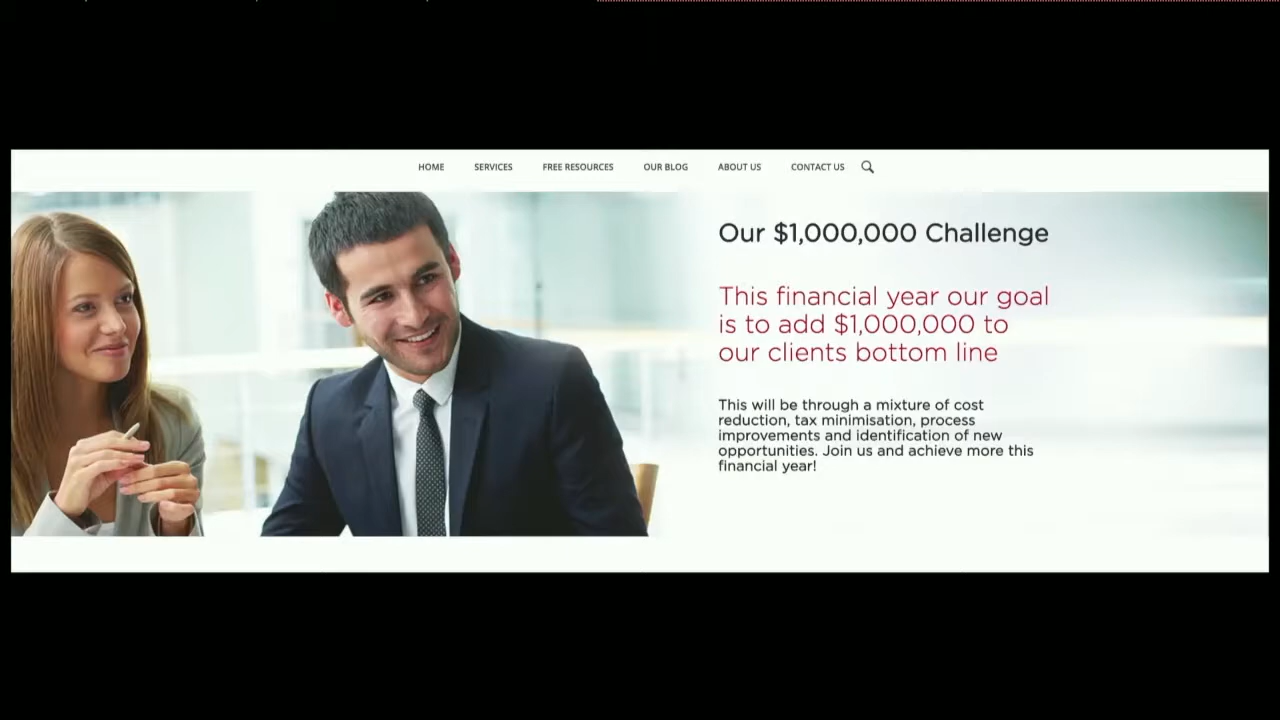 HOME SERVICES FREE RESOURCES OUR BLOG ABOUT US CONTACT US
Our $1,000,000 Challenge
This financial year our goal
is to add $1,000,000 to
our clients bottom line
This will be through a mixture of cost
reduction, tax minimisation, process
improvements and identification of new
opportunities. Join us and achieve more this
financial year!